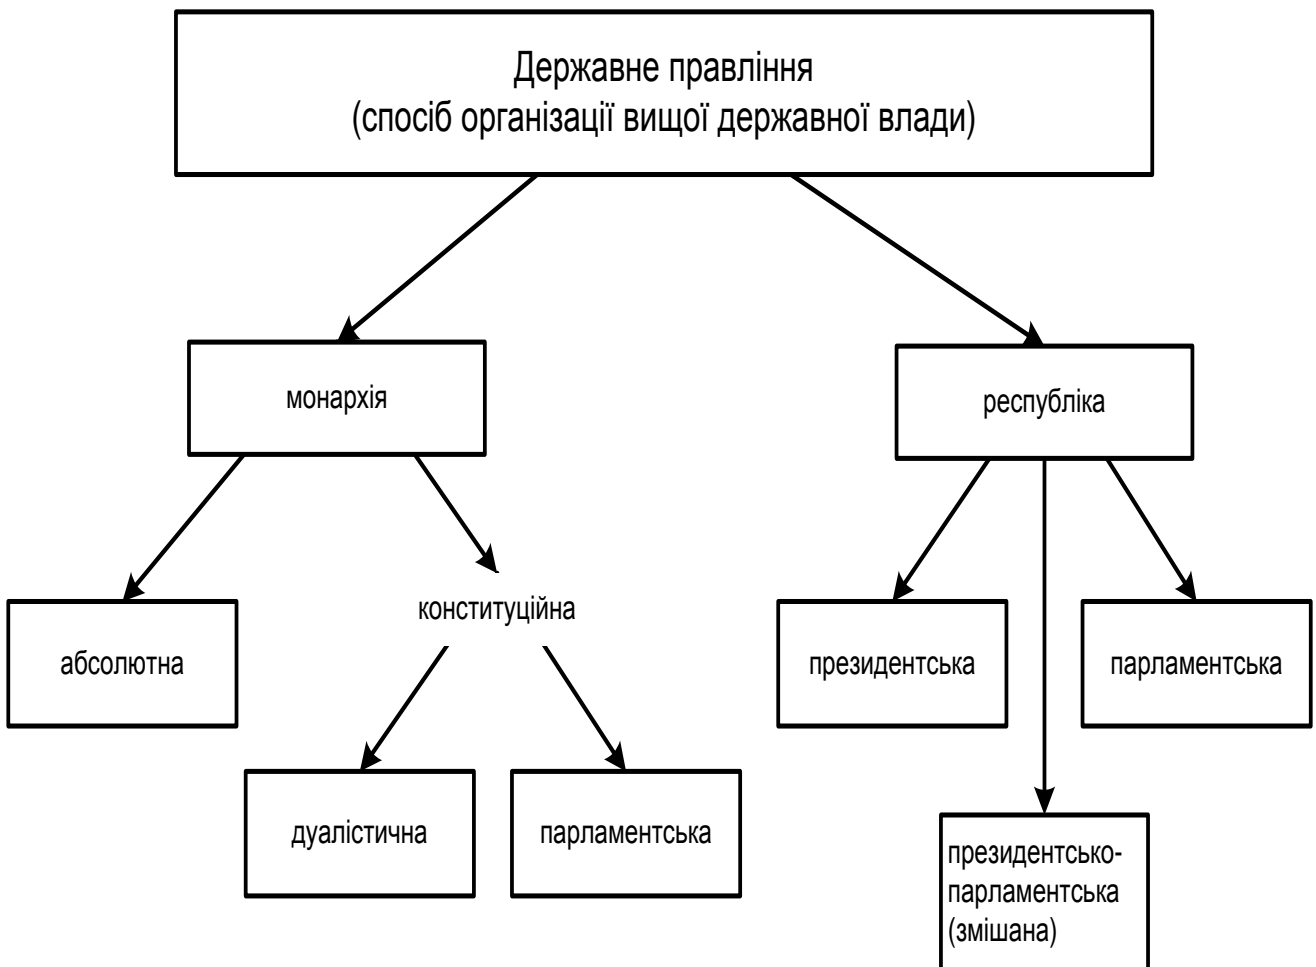 Державне правління
(спосіб організації вищої державної влади)
монархія
республіка
абсолютна
конституційна
президентська
парламентська
дуалістична
парламентська
президентсько-
парламентська
(змішана)